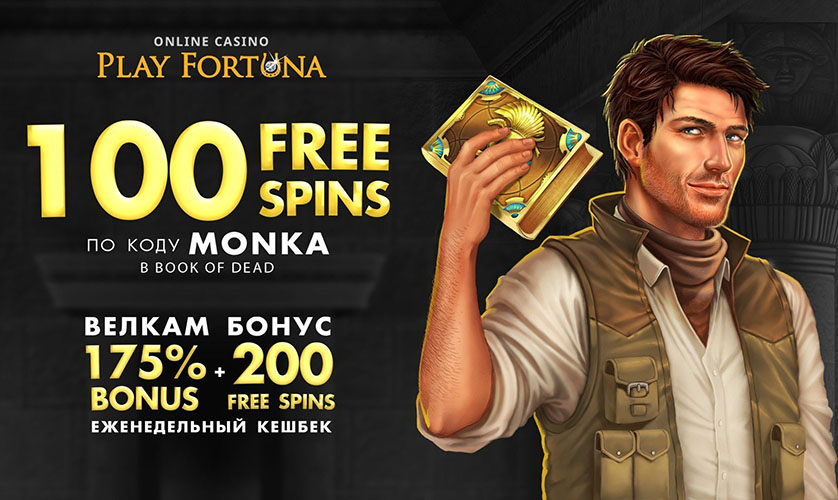 ONLINE CASINO
PLAY FORTUNA
100 FREE SPINS
ПО КОДУ MONKA
В BOOK OF DEAD
ВЕЛКАМ БОНУС
175% BONUS + 200 FREE SPINS
ЕЖЕНЕДЕЛЬНЫЙ КЕШБЕК